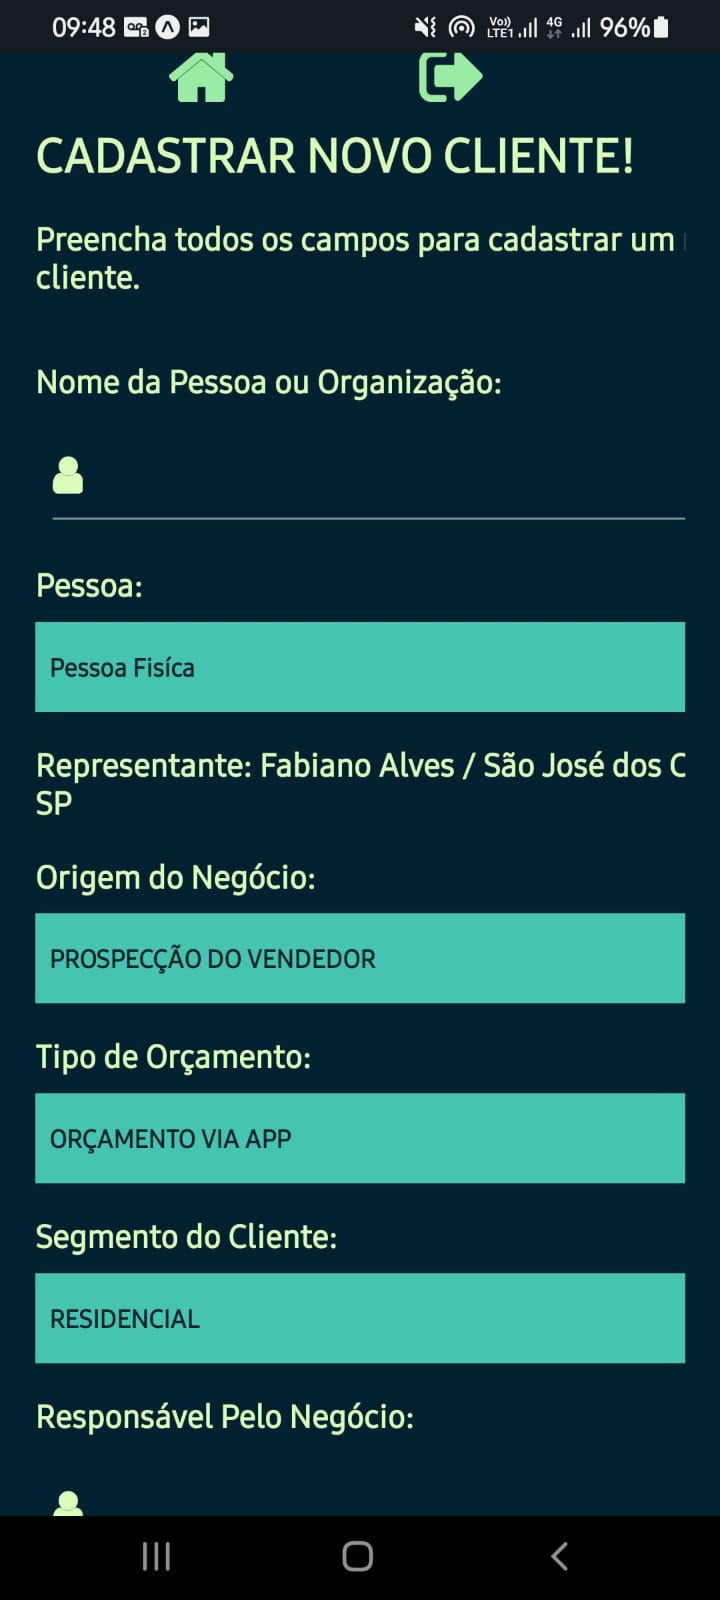 09:48 Vo)) LTE1 4G 96%
CADASTRAR NOVO CLIENTE!
Preencha todos os campos para cadastrar um
cliente.
Nome da Pessoa ou Organização:
Pessoa:
Pessoa Fisíca
Representante: Fabiano Alves / São José dos C
SP
Origem do Negócio:
PROSPECÇÃO DO VENDEDOR
Tipo de Orçamento:
ORÇAMENTO VIA APP
Segmento do Cliente:
RESIDENCIAL
Responsável Pelo Negócio: